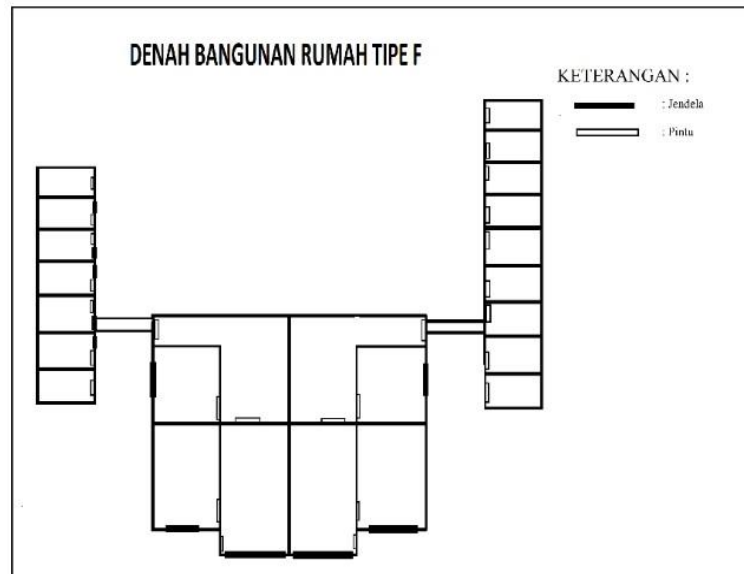 DENAH BANGUNAN RUMAH TIPE F
KETERANGAN :
: Jendela
: Pintu